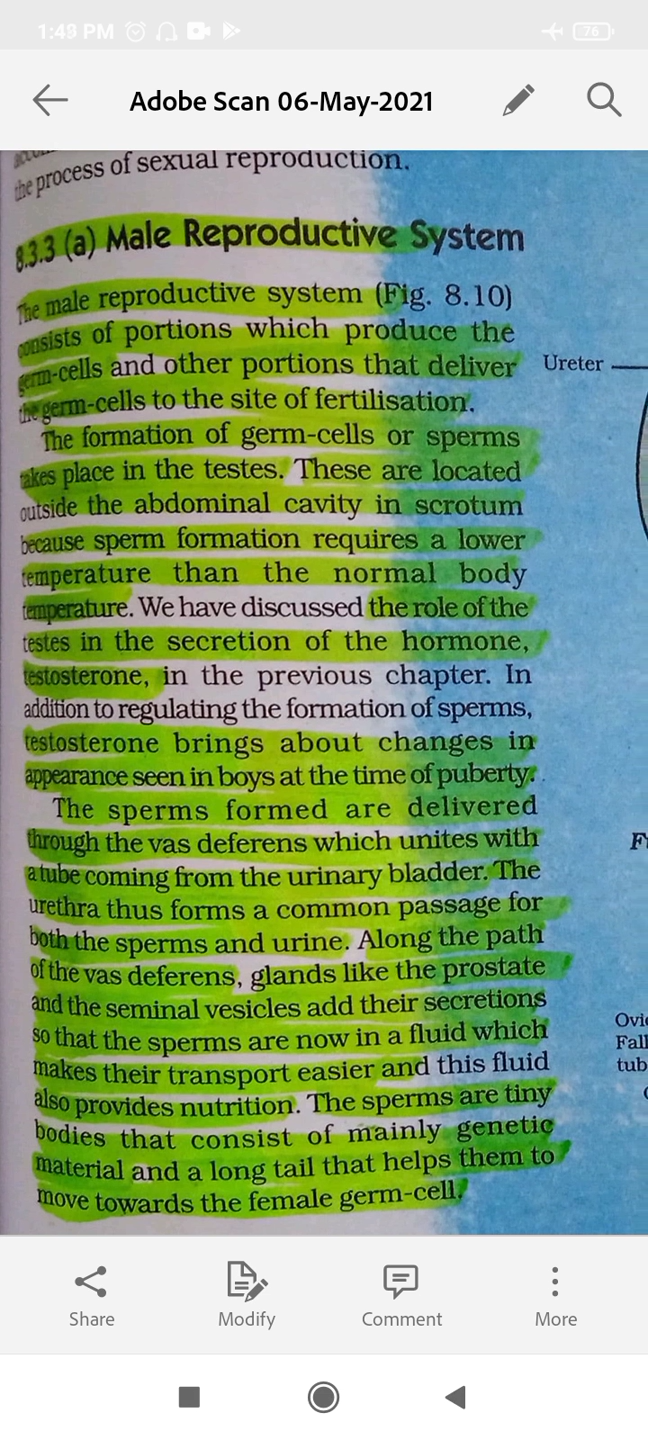 1:49 PM
76
Adobe Scan 06-May-2021
the process of sexual reproduction.
8.3.3 (a) Male Reproductive System
The male reproductive system (Fig. 8.10)
consists of portions which produce the
germ-cells and other portions that deliver
Ureter
the germ-cells to the site of fertilisation.
The formation of germ-cells or sperms
takes place in the testes. These are located
outside the abdominal cavity in scrotum
because sperm formation requires a lower
temperature than the normal body
temperature. We have discussed the role of the
testes in the secretion of the hormone,
testosterone, in the previous chapter. In
addition to regulating the formation of sperms,
testosterone brings about changes in
appearance seen in boys at the time of puberty.
The sperms formed are delivered
through the vas deferens which unites with
a tube coming from the urinary bladder. The
urethra thus forms a common passage for
both the sperms and urine. Along the path
of the vas deferens, glands like the prostate
and the seminal vesicles add their secretions
so that the sperms are now in a fluid which
makes their transport easier and this fluid
also provides nutrition. The sperms are tiny
bodies that consist of mainly genetic
material and a long tail that helps them to
move towards the female germ-cell.
Share
Modify
Comment
More